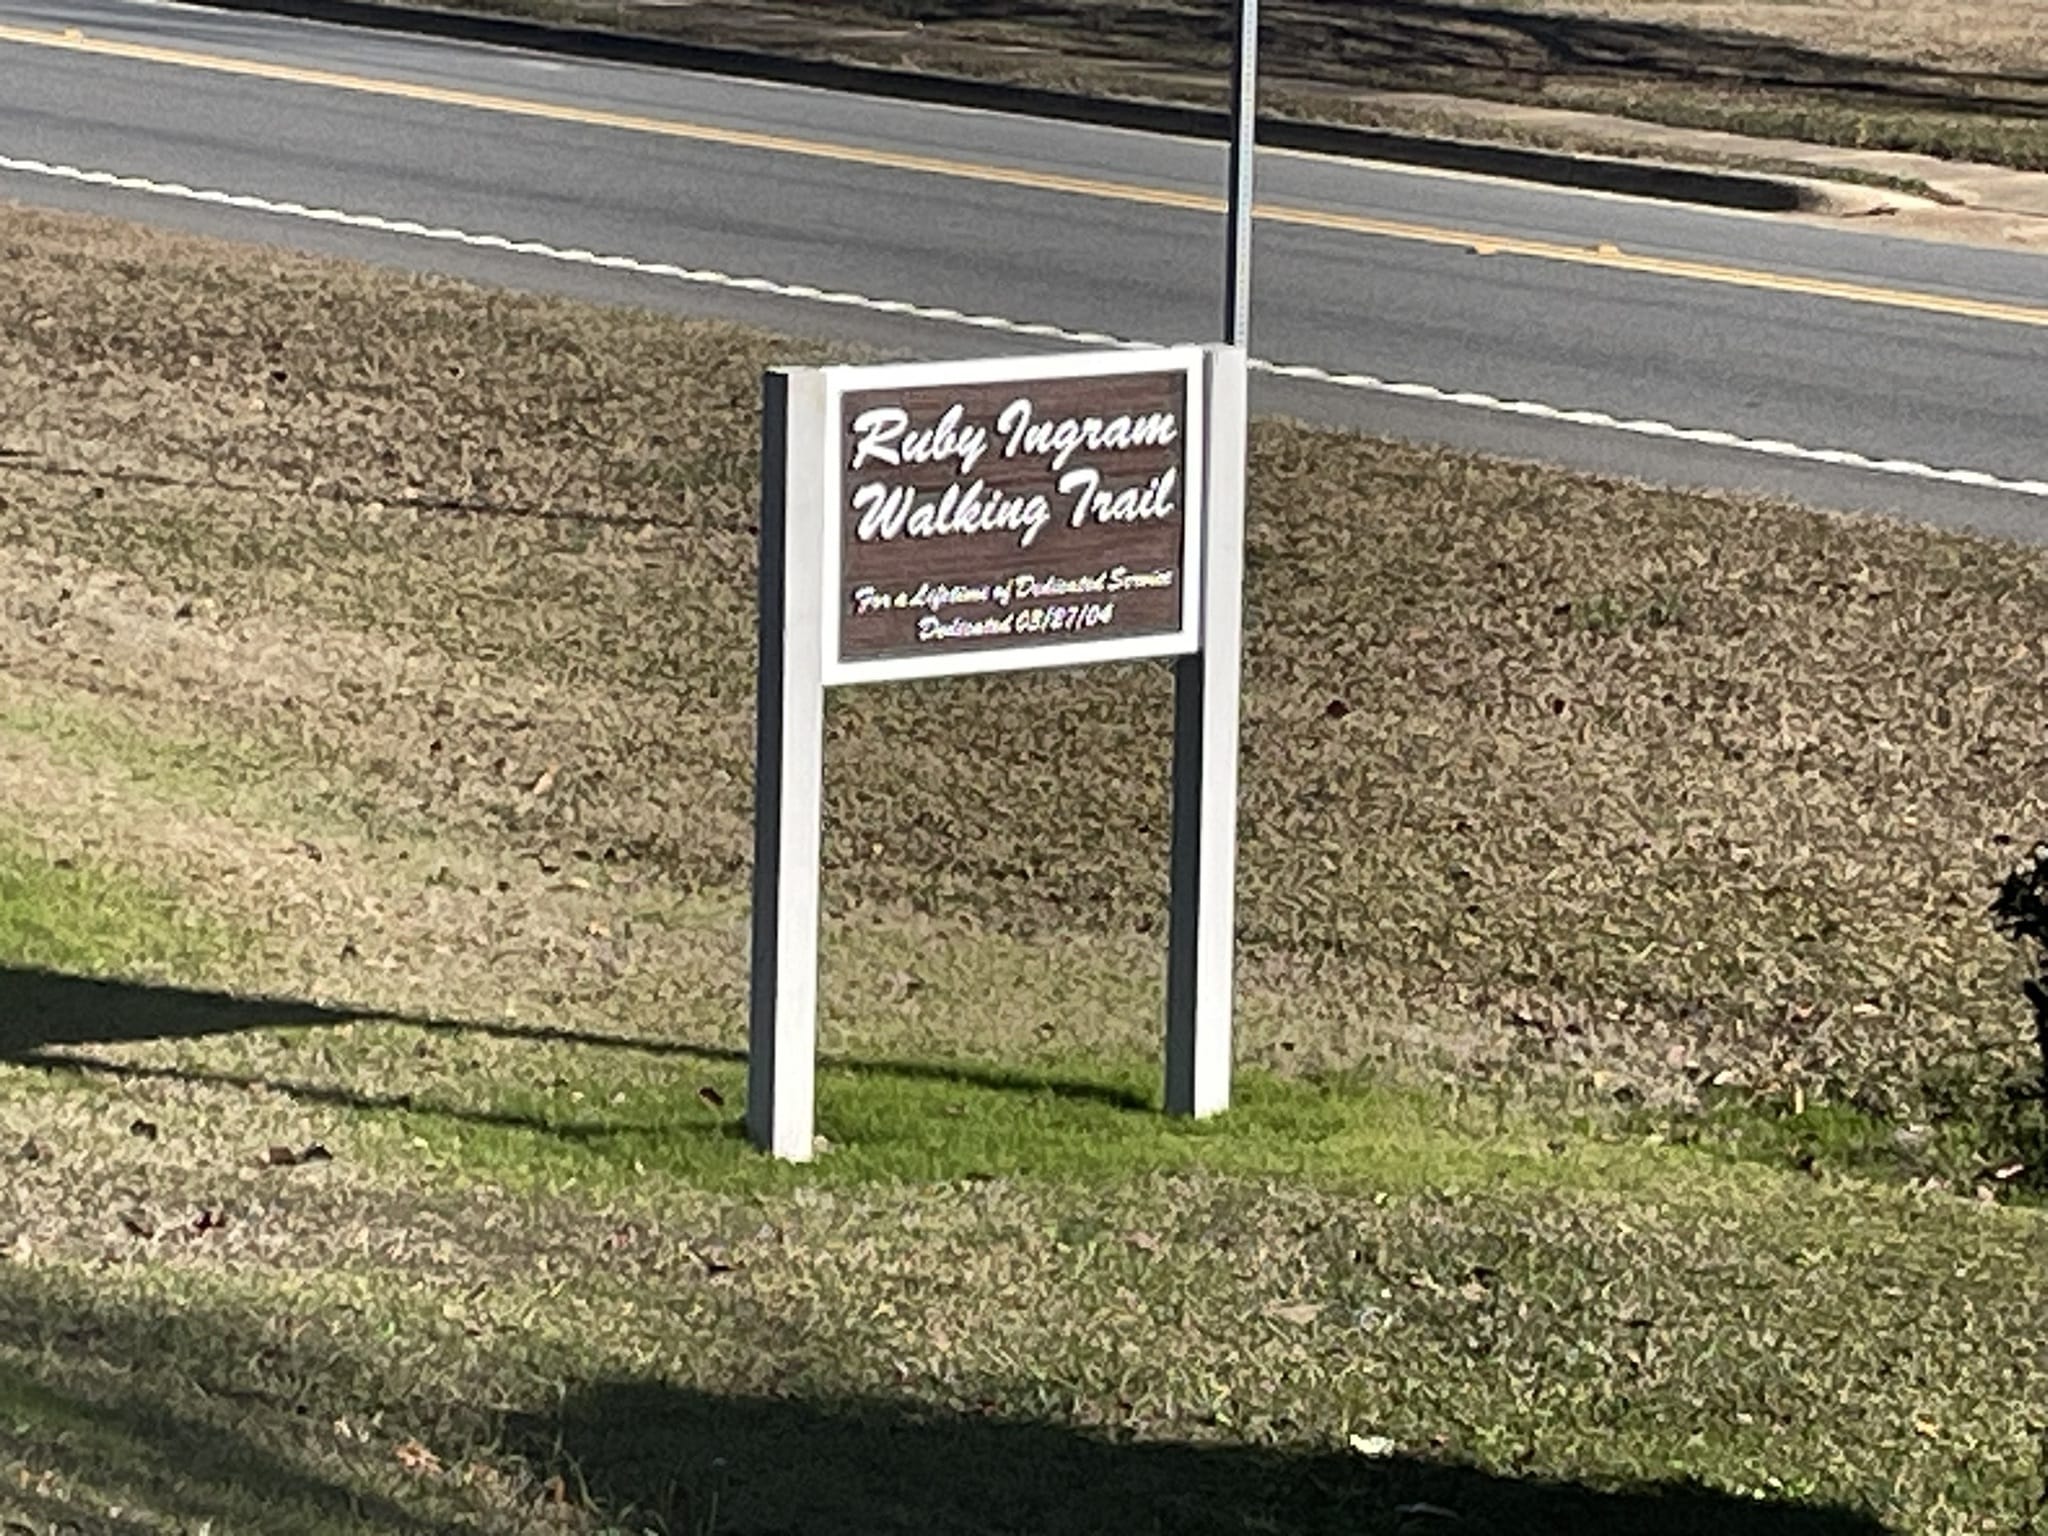 Ruby Ingram
Walking Trail
For a Lifetime of Dedicated Service
Dedicated 03/27/04